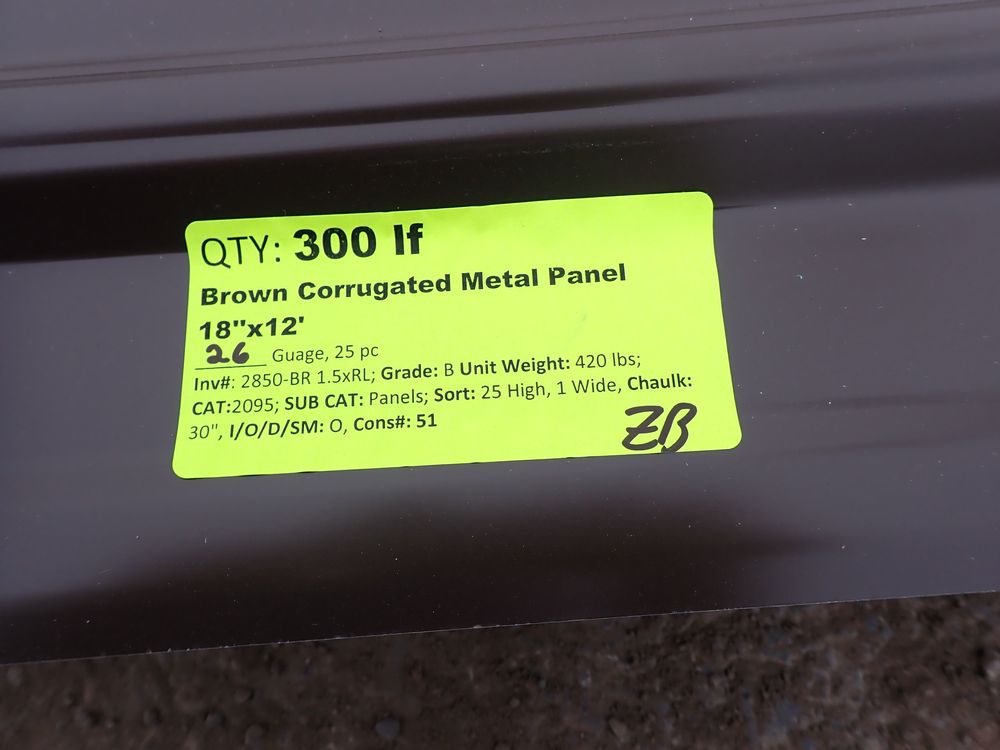 QTY: 300 lf
Brown Corrugated Metal Panel
18"x12'
26 Guage, 25 pc
Inv#: 2850-BR 1.5xRL; Grade: B Unit Weight: 420 lbs;
CAT:2095; SUB CAT: Panels; Sort: 25 High, 1 Wide, Chaulk:
30", I/O/D/SM: O, Cons#: 51
ZB